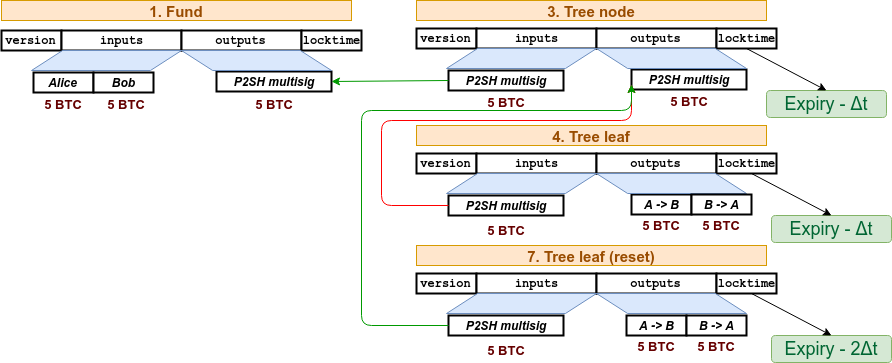 1. Fund
version inputs outputs locktime
Alice Bob P2SH multisig
5 BTC 5 BTC 5 BTC
3. Tree node
version inputs outputs locktime
P2SH multisig P2SH multisig
5 BTC 5 BTC
Expiry - Δt
4. Tree leaf
version inputs outputs locktime
P2SH multisig A -> B B -> A
5 BTC 5 BTC 5 BTC
Expiry - Δt
7. Tree leaf (reset)
version inputs outputs locktime
P2SH multisig A -> B B -> A
5 BTC 5 BTC 5 BTC
Expiry - 2Δt